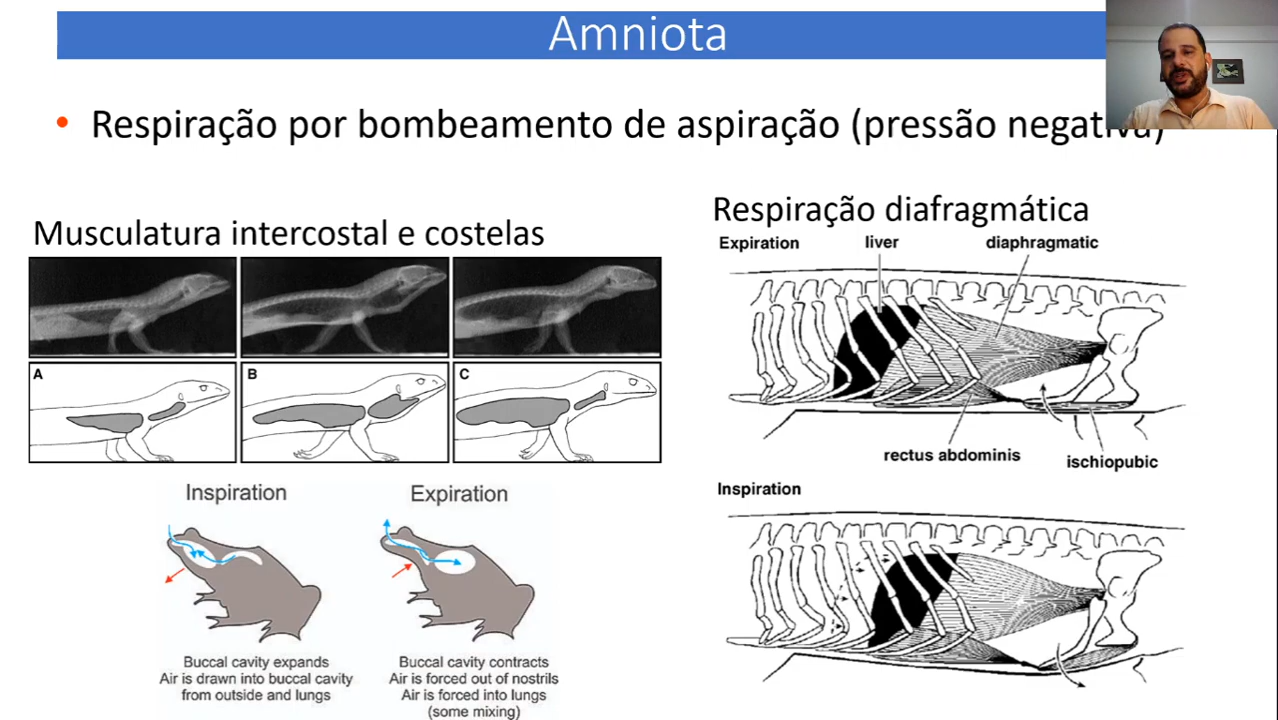 Amniota
• Respiração por bombeamento de aspiração (pressão negativa)
Musculatura intercostal e costelas
A
B
C
Inspiration
Expiration
Buccal cavity expands
Air is drawn into buccal cavity
from outside and lungs
Buccal cavity contracts
Air is forced out of nostrils
Air is forced into lungs
(some mixing)
Respiração diafragmática
Expiration
liver
diaphragmatic
rectus abdominis
ischiopubic
Inspiration